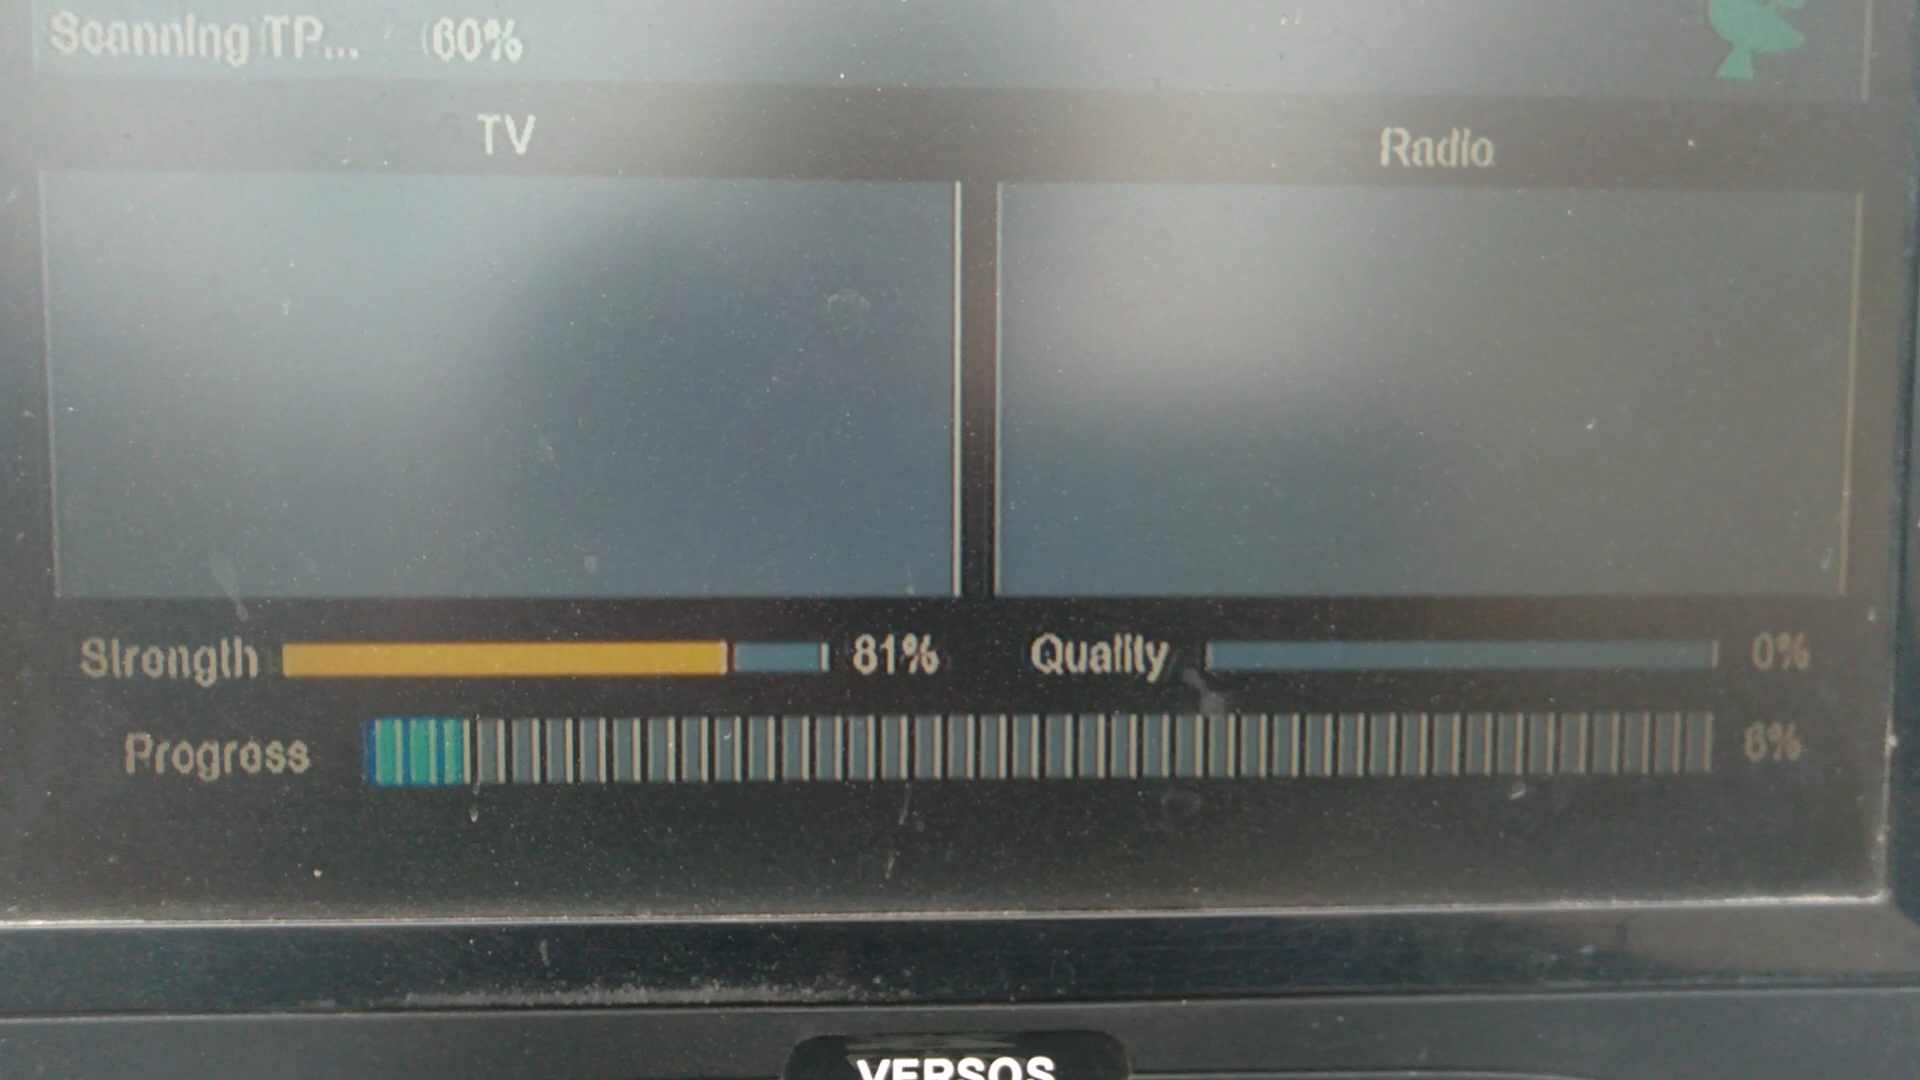 Scanning TP... (60%
TV
Radio
Strength 81% Quality 0%
Progress 6%
VERSOS